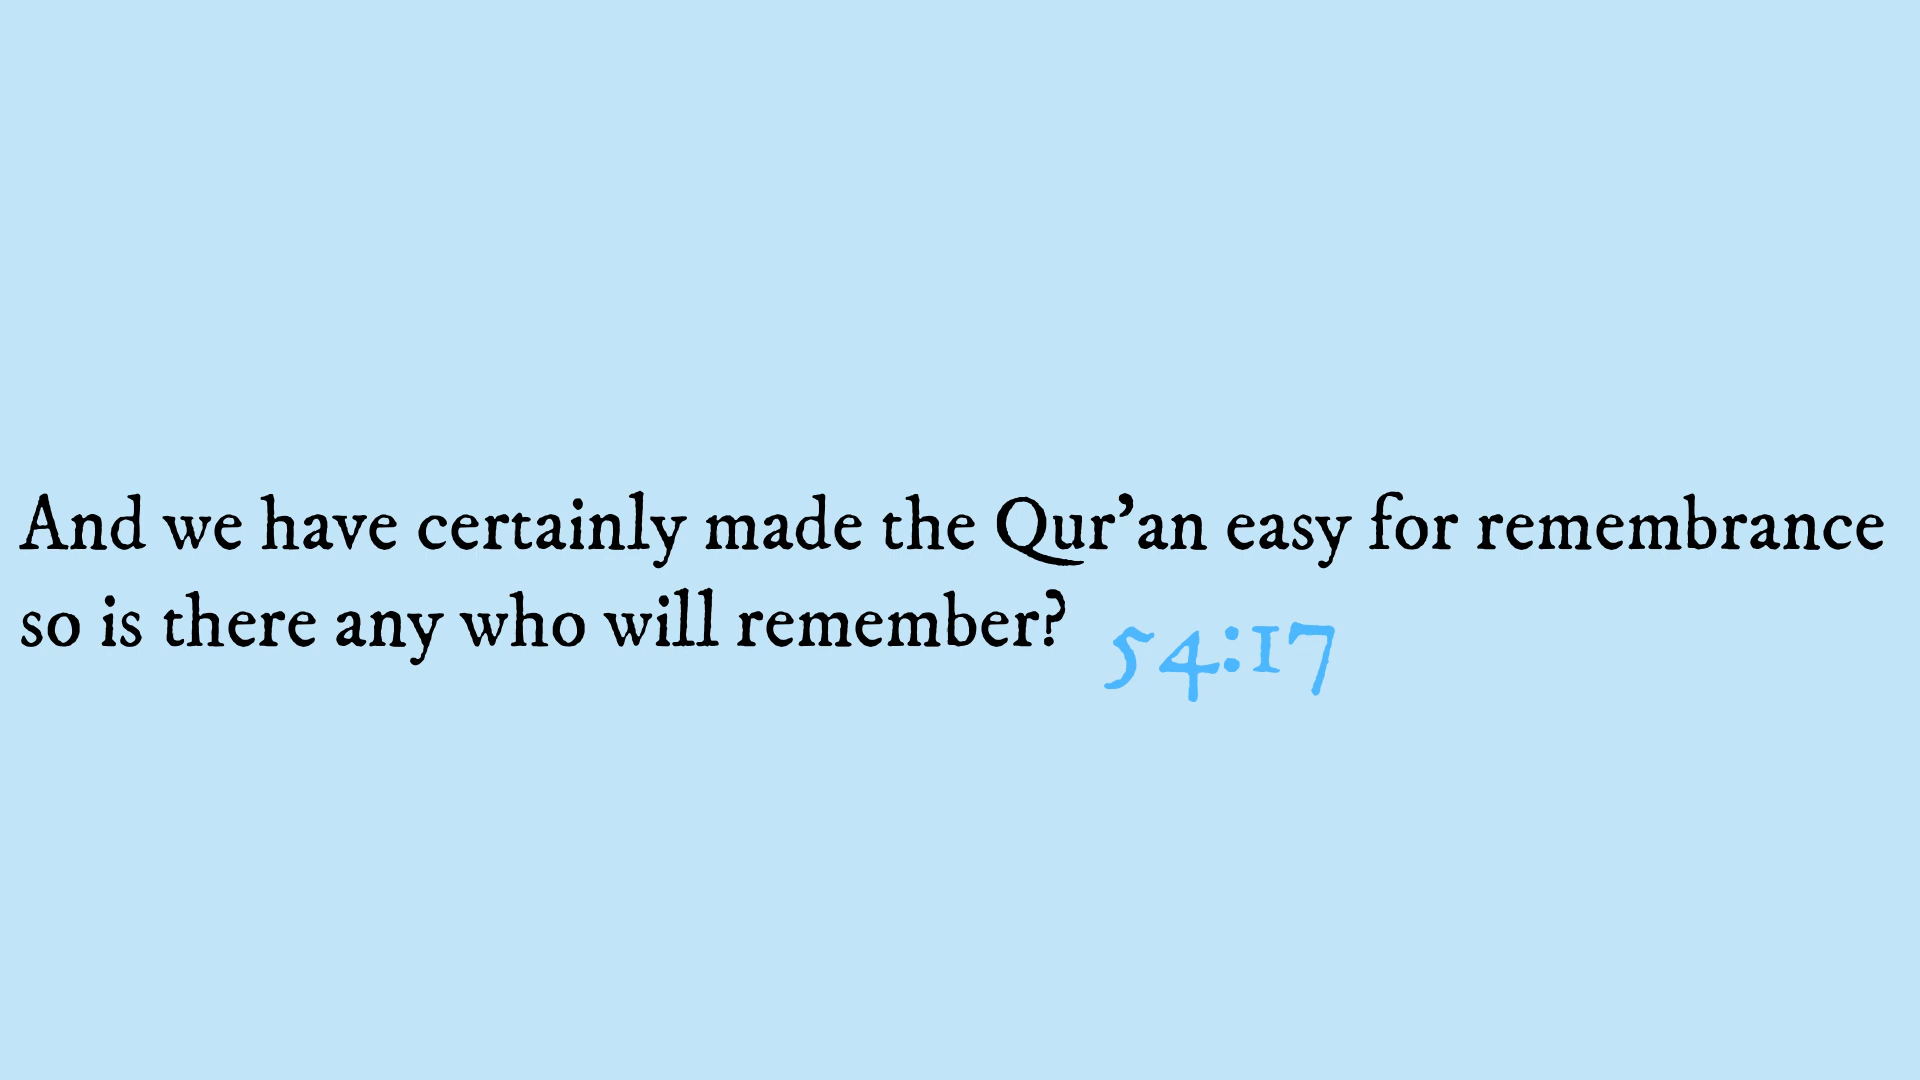 And we have certainly made the Qur’an easy for remembrance
so is there any who will remember? 54:17